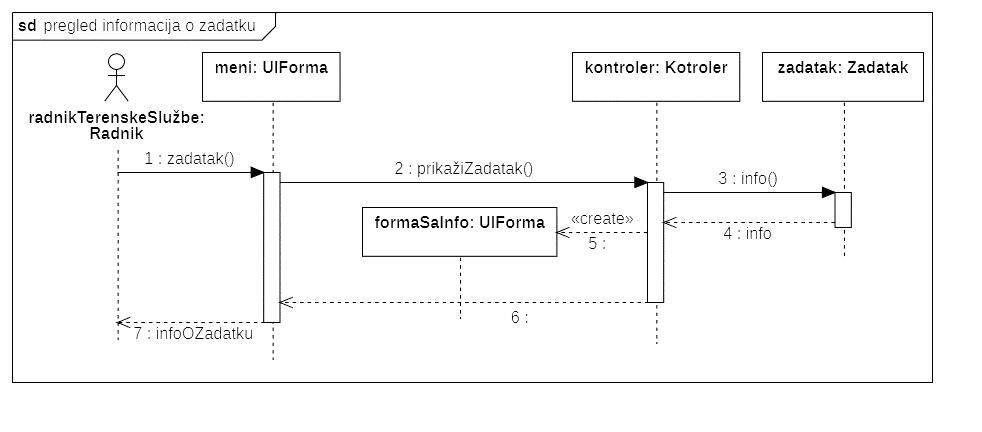 sd pregled informacija o zadatku
meni: UIForma
kontroler: Kotroler
zadatak: Zadatak
radnikTerenskeSlužbe:
Radnik
1 : zadatak()
2 : prikažiZadatak()
3 : info()
formaSaInfo: UIForma
«create»
4 : info
5 :
6 :
7 : infoOZadatku